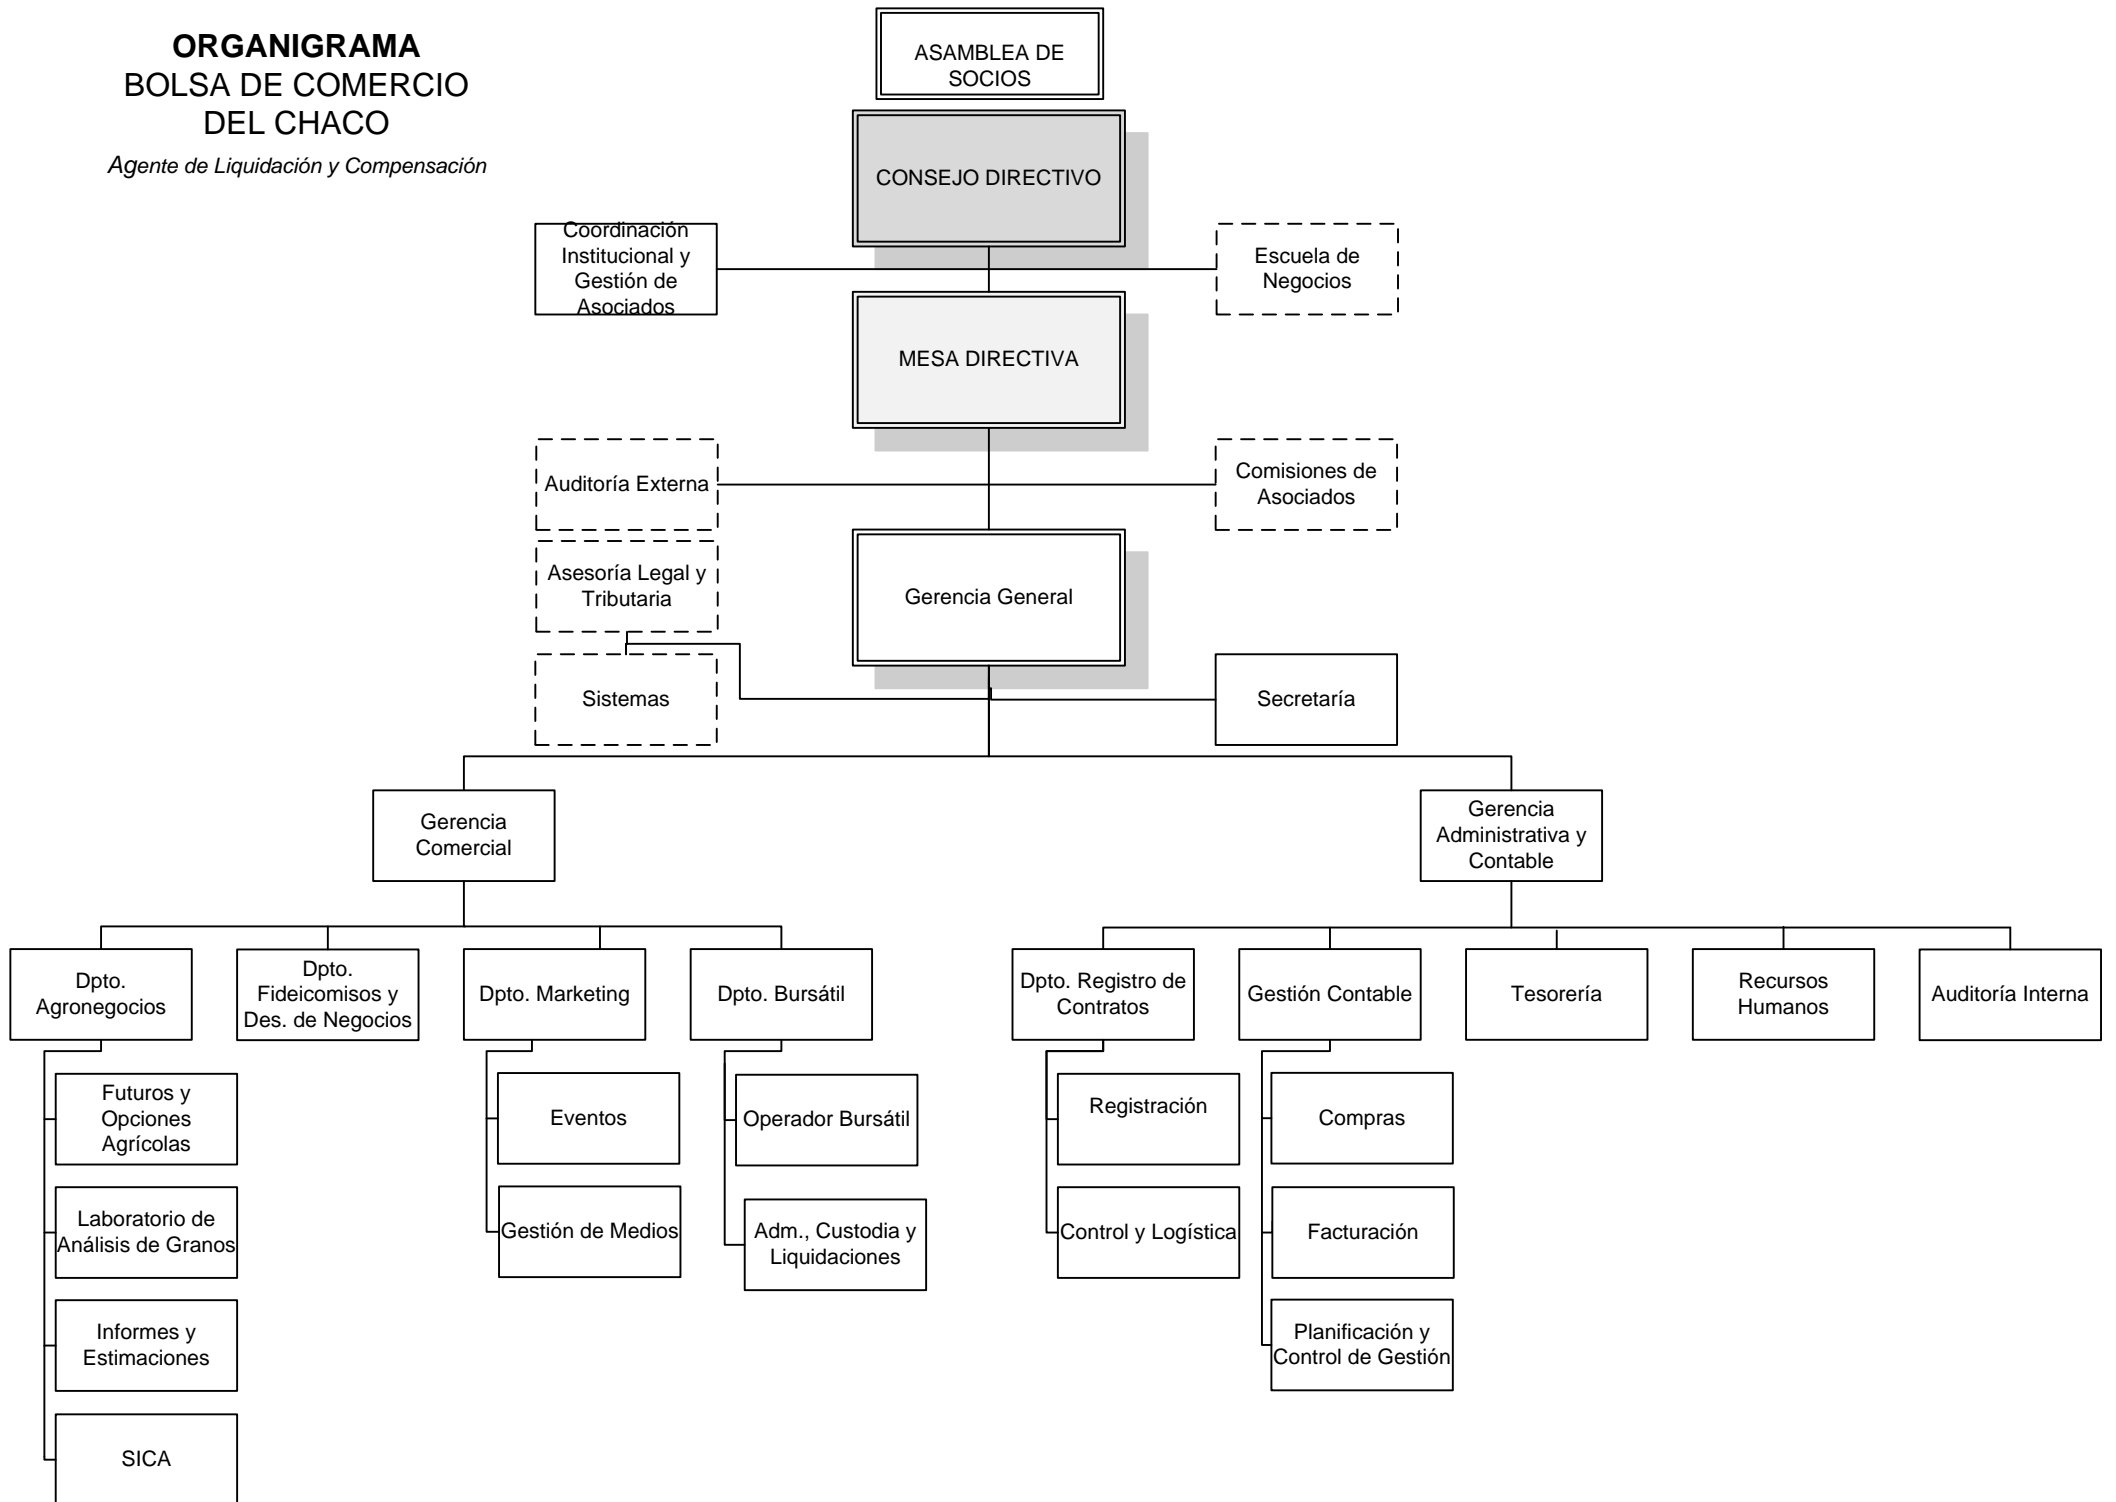 ORGANIGRAMA
BOLSA DE COMERCIO
DEL CHACO
Agente de Liquidación y Compensación
ASAMBLEA DE
SOCIOS
CONSEJO DIRECTIVO
Coordinación
Institucional y
Gestión de
Asociados
Escuela de
Negocios
MESA DIRECTIVA
Auditoría Externa
Comisiones de
Asociados
Asesoría Legal y
Tributaria
Gerencia General
Sistemas
Secretaría
Gerencia
Comercial
Gerencia
Administrativa y
Contable
Dpto.
Agronegocios
Dpto.
Fideicomisos y
Des. de Negocios
Dpto. Marketing
Dpto. Bursátil
Dpto. Registro de
Contratos
Gestión Contable
Tesorería
Recursos
Humanos
Auditoría Interna
Futuros y
Opciones
Agrícolas
Eventos
Operador Bursátil
Registración
Compras
Laboratorio de
Análisis de Granos
Gestión de Medios
Adm., Custodia y
Liquidaciones
Control y Logística
Facturación
Informes y
Estimaciones
Planificación y
Control de Gestión
SICA